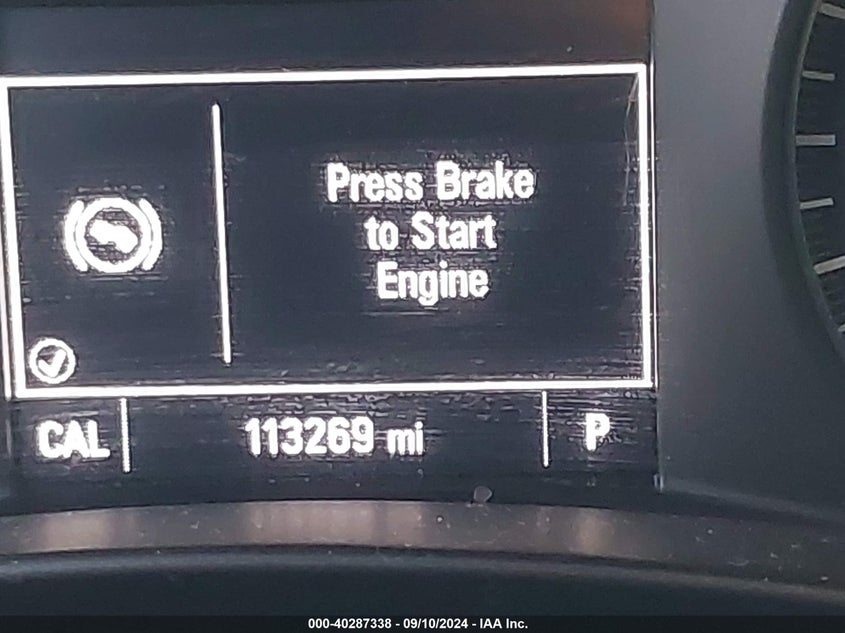 Press Brake
to Start
Engine
CAL 113269 mi P
000-40287338 - 09/10/2024 - IAA Inc.